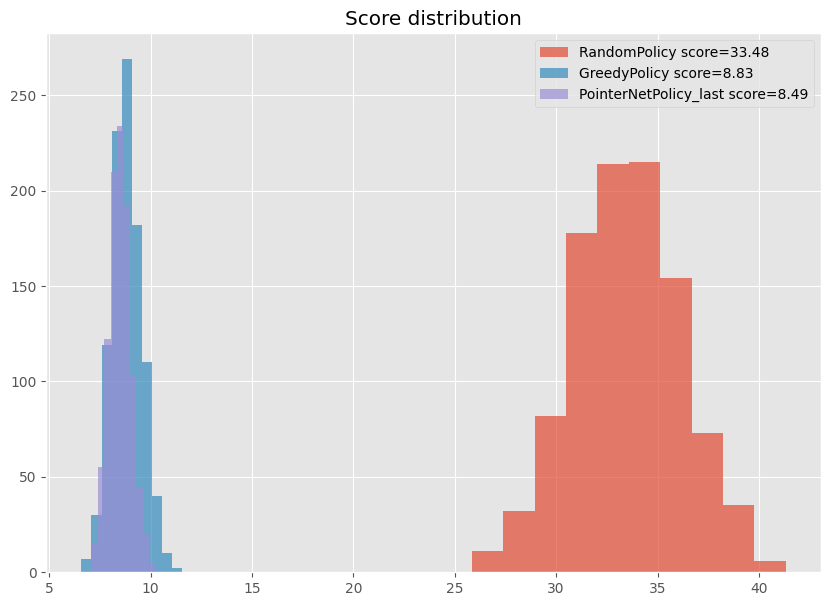 Score distribution
RandomPolicy score=33.48
GreedyPolicy score=8.83
PointerNetPolicy_last score=8.49
250
200
150
100
50
0
5 10 15 20 25 30 35 40